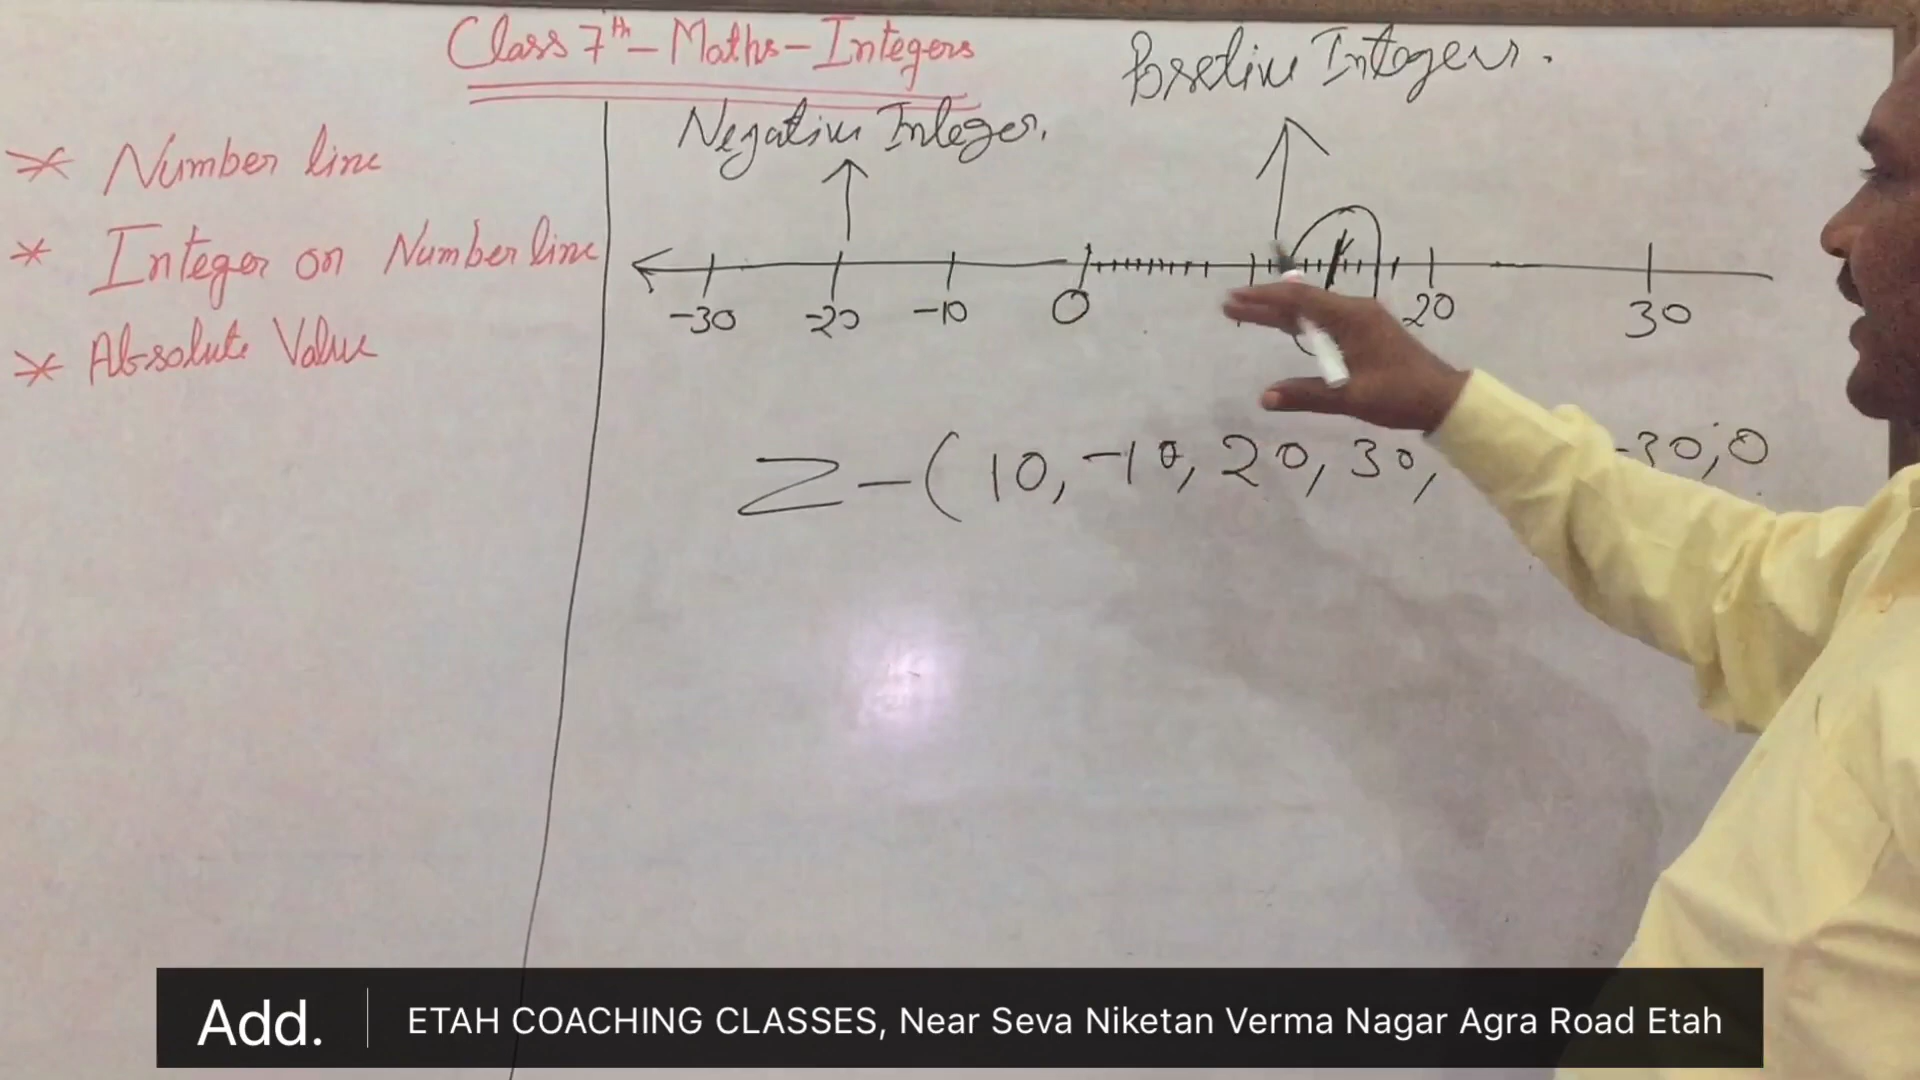 Class 7th - Maths - Integers
Positive Integers.
Negative Integer.
* Number line
* Integer on Number line
* Absolute Value
-30 -20 -10 0 20 30
Z - (10, -10, 20, 30, -30, 0
Add. ETAH COACHING CLASSES, Near Seva Niketan Verma Nagar Agra Road Etah